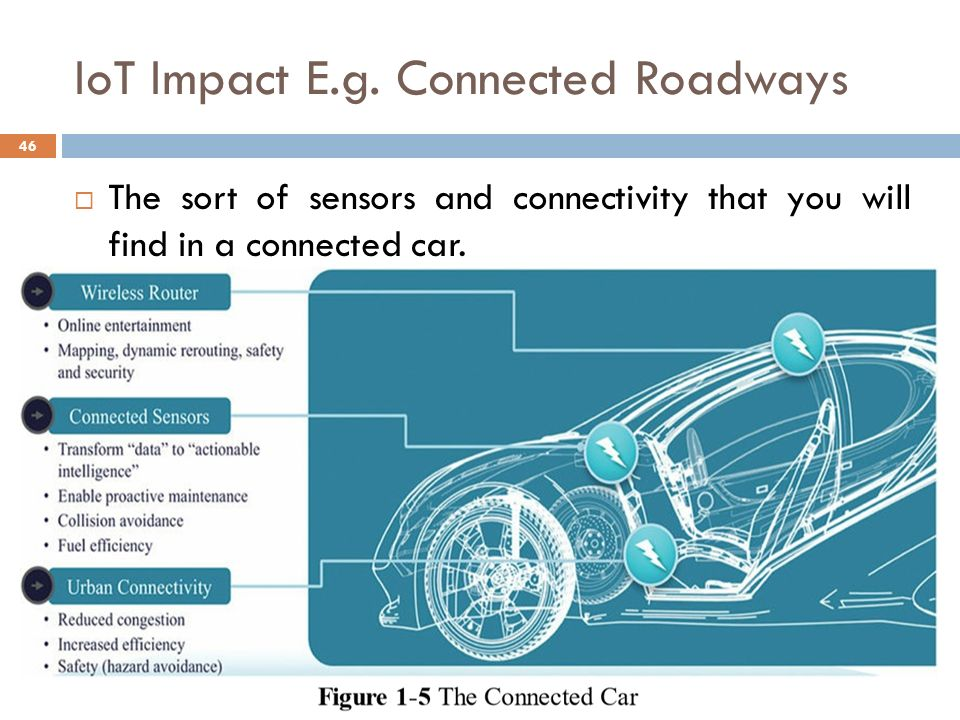 IoT Impact E.g. Connected Roadways
46
The sort of sensors and connectivity that you will
find in a connected car.
Wireless Router
• Online entertainment
• Mapping, dynamic rerouting, safety
and security
Connected Sensors
• Transform “data” to “actionable
intelligence”
• Enable proactive maintenance
• Collision avoidance
• Fuel efficiency
Urban Connectivity
• Reduced congestion
• Increased efficiency
• Safety (hazard avoidance)
Figure 1-5 The Connected Car